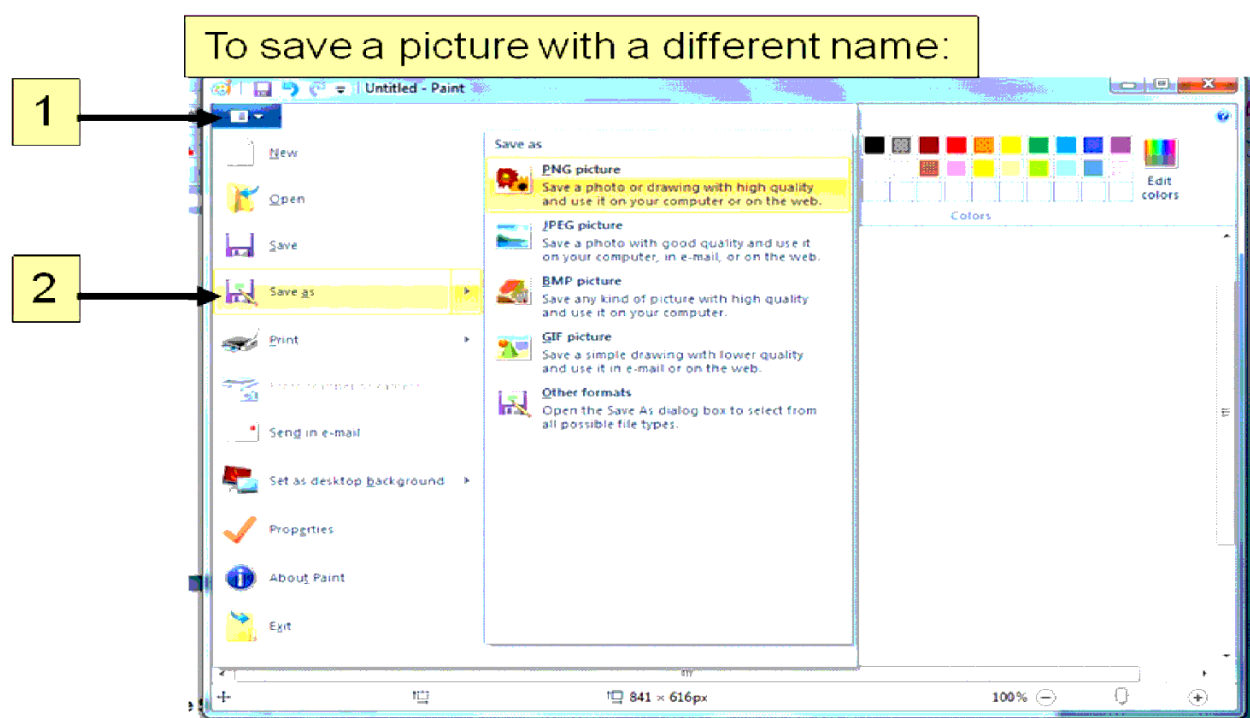 To save a picture with a different name:
1
Untitled - Paint
New
Open
Save
2
Save as
Print
Send in e-mail
Set as desktop background
Properties
About Paint
Exit
Save as
PNG picture
Save a photo or drawing with high quality
and use it on your computer or on the web.
JPEG picture
Save a photo with good quality and use it
on your computer, in e-mail, or on the web.
BMP picture
Save any kind of picture with high quality
and use it on your computer.
GIF picture
Save a simple drawing with lower quality
and use it in e-mail or on the web.
Other formats
Open the Save As dialog box to select from
all possible file types.
Edit
colors
Colors
841 × 616px
100%